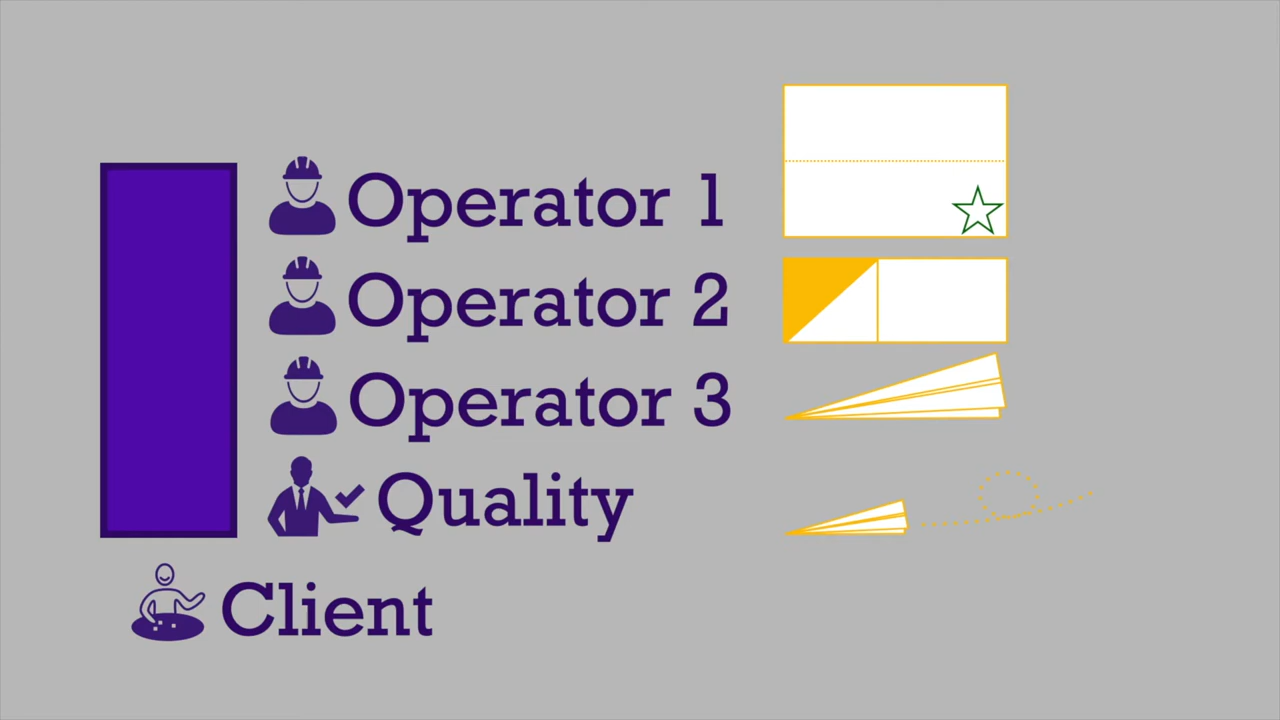 Operator 1
Operator 2
Operator 3
Quality
Client